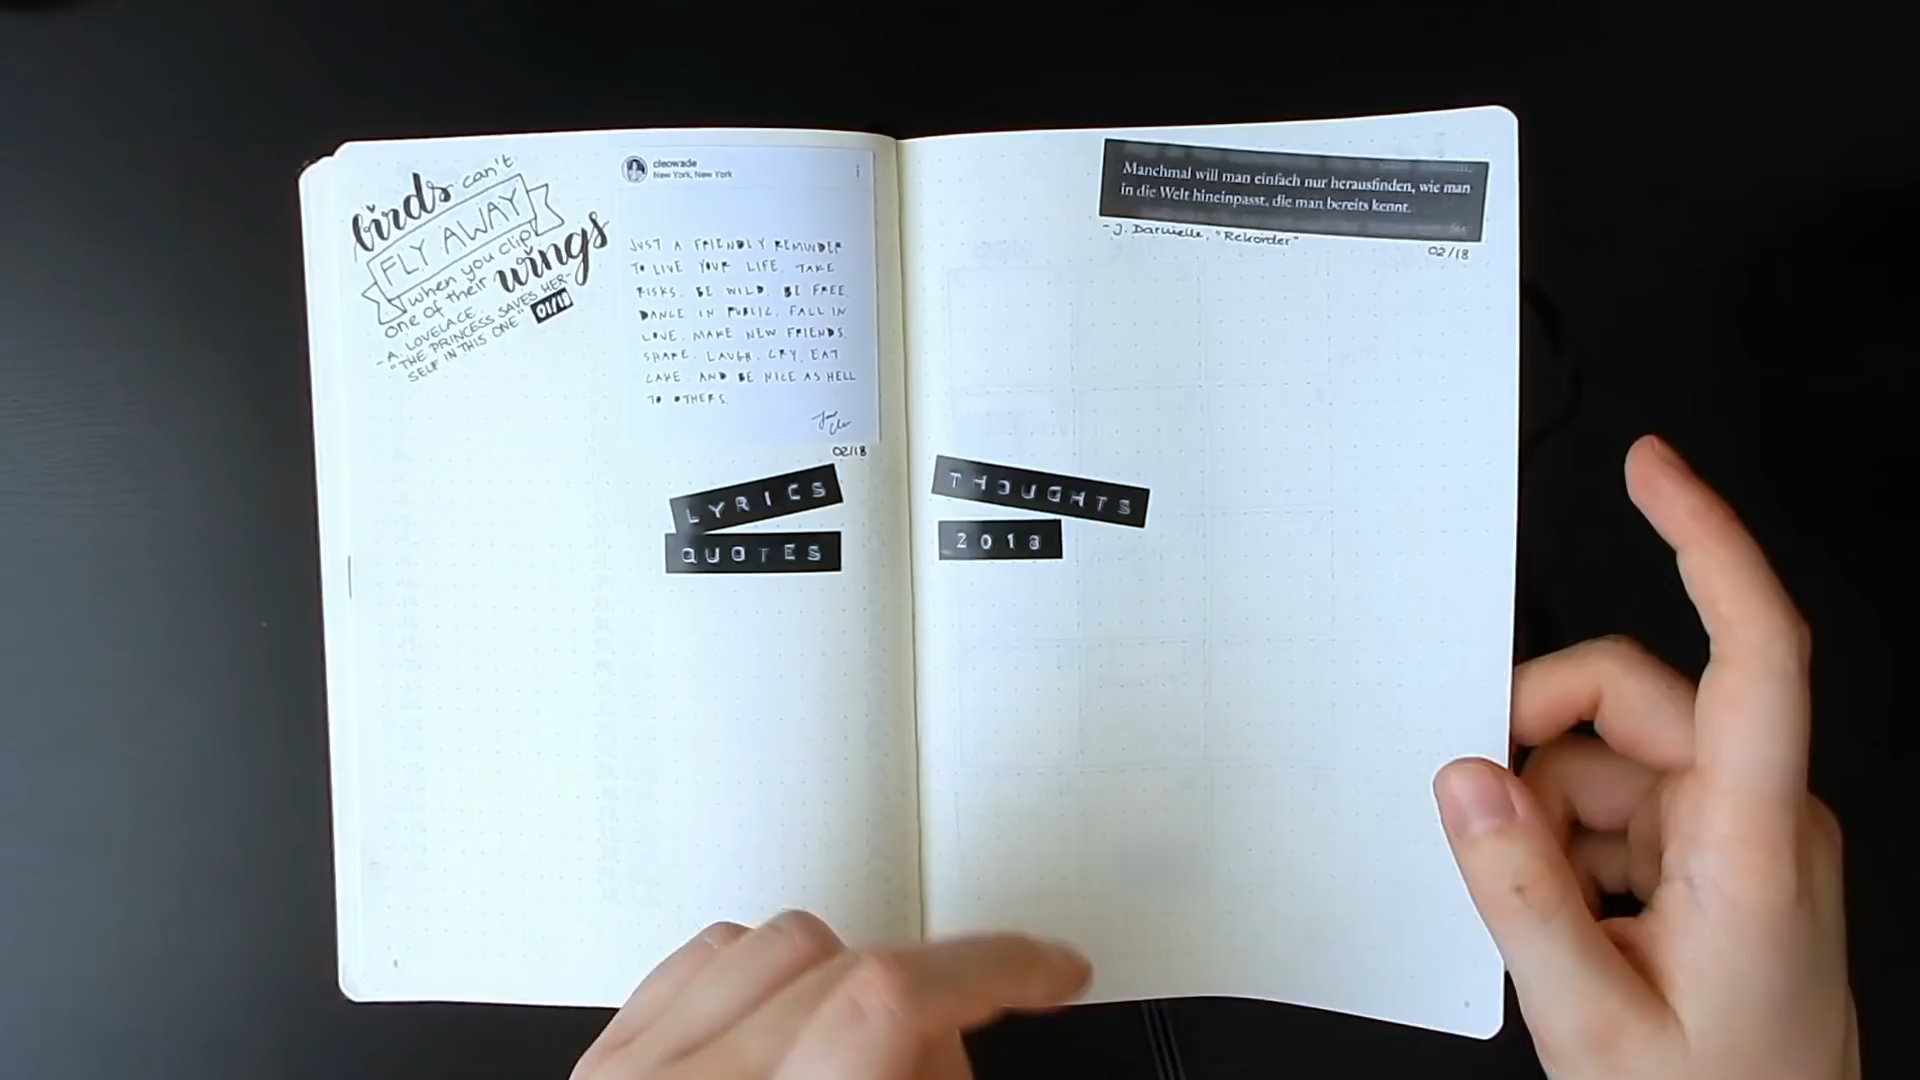 birds can't
FLY AWAY
when you clip
one of their wings
- A. LOVELACE.
"THE PRINCESS SAVES HER-
SELF IN THIS ONE"
01/18
cleowade
New York, New York
JUST A FRIENDLY REMINDER
TO LIVE YOUR LIFE. TAKE
RISKS. BE WILD. BE FREE.
DANCE IN PUBLIC. FALL IN
LOVE. MAKE NEW FRIENDS.
SHARE. LAUGH. CRY. EAT
CAKE. AND BE NICE AS HELL
TO OTHERS.
02/18
LYRICS
QUOTES
Manchmal will man einfach nur herausfinden, wie man
in die Welt hineinpasst, die man bereits kennt.
- J. Darnielle, "Rekorder"
02/18
THOUGHTS
2018